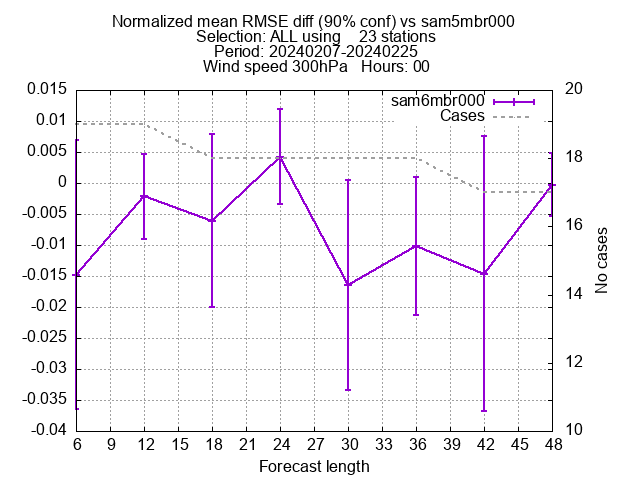 Normalized mean RMSE diff (90% conf) vs sam5mbr000
Selection: ALL using 23 stations
Period: 20240207-20240225
Wind speed 300hPa Hours: 00
sam6mbr000
Cases
0.015
0.01
0.005
0
-0.005
-0.01
-0.015
-0.02
-0.025
-0.03
-0.035
-0.04
20
18
16
14
12
10
No cases
6 9 12 15 18 21 24 27 30 33 36 39 42 45 48
Forecast length